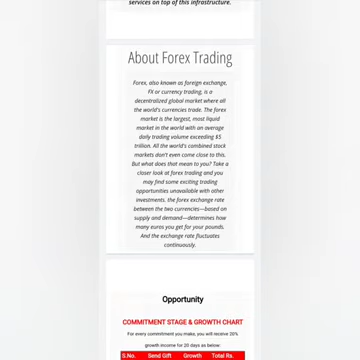 services on top of this infrastructure.
About Forex Trading
Forex, also known as foreign exchange,
FX or currency trading, is a
decentralized global market where all
the world's currencies trade. The forex
market is the largest, most liquid
market in the world with an average
daily trading volume exceeding $5
trillion. All the world's combined stock
markets don't even come close to this.
But what does that mean to you? Take a
closer look at forex trading and you
may find some exciting trading
opportunities unavailable with other
investments. the forex exchange rate
between the two currencies—based on
supply and demand—determines how
many euros you get for your pounds.
And the exchange rate fluctuates
continuously.
Opportunity
COMMITMENT STAGE & GROWTH CHART
For every commitment you make, you will receive 20%
growth income for 20 days as below:
S.No. Send Gift Growth Total Rs.